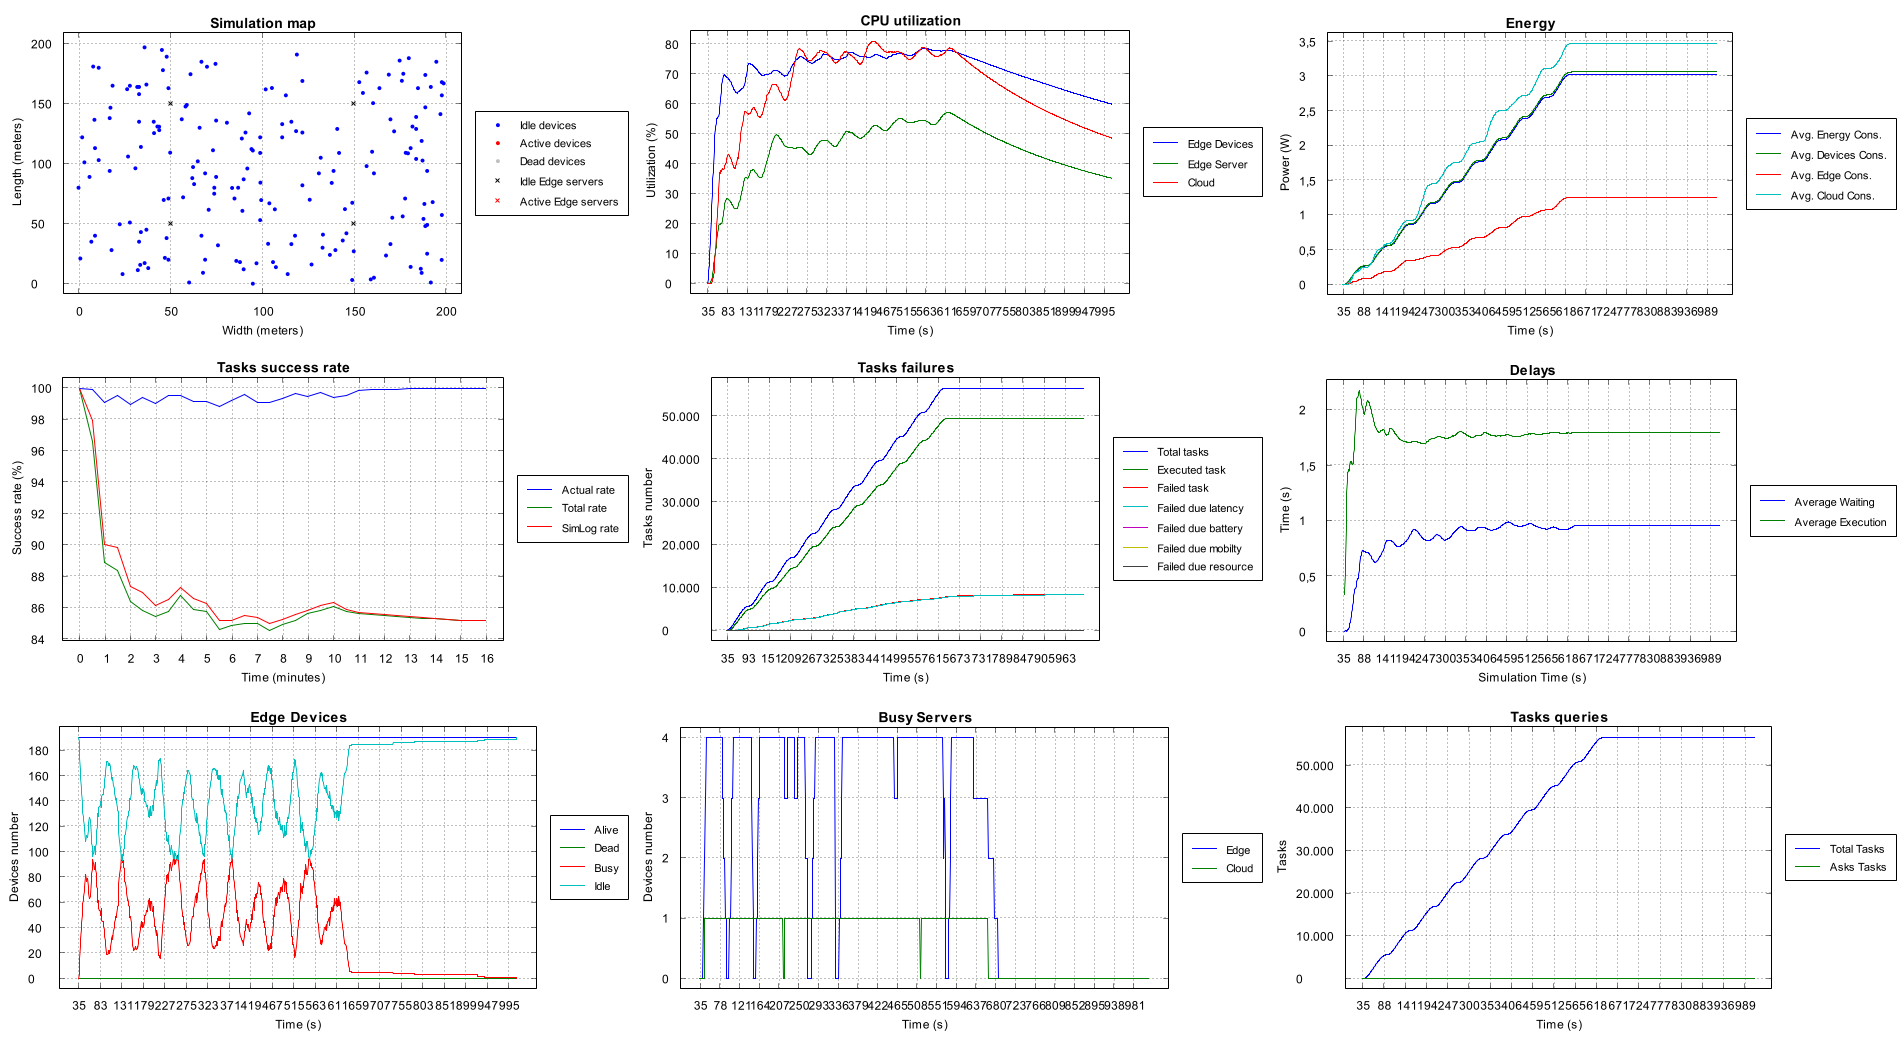 Simulation map
200
150
100
50
0
Length (meters)
0 50 100 150 200
Width (meters)
Idle devices
Active devices
Dead devices
Idle Edge servers
Active Edge servers
CPU utilization
80
70
60
50
40
30
20
10
0
Utilization (%)
Time (s)
Edge Devices
Edge Server
Cloud
Energy
3,5
3
2,5
2
1,5
1
0,5
0
Power (W)
Time (s)
Avg. Energy Cons.
Avg. Devices Cons.
Avg. Edge Cons.
Avg. Cloud Cons.
Tasks success rate
100
98
96
94
92
90
88
86
84
Success rate (%)
0 1 2 3 4 5 6 7 8 9 10 11 12 13 14 15 16
Time (minutes)
Actual rate
Total rate
SimLog rate
Tasks failures
50.000
40.000
30.000
20.000
10.000
0
Tasks number
Time (s)
Total tasks
Executed task
Failed task
Failed due latency
Failed due battery
Failed due mobilty
Failed due resource
Delays
2
1,5
1
0,5
0
Time (s)
Simulation Time (s)
Average Waiting
Average Execution
Edge Devices
180
160
140
120
100
80
60
40
20
0
Devices number
Time (s)
Alive
Dead
Busy
Idle
Busy Servers
4
3
2
1
0
Devices number
Time (s)
Edge
Cloud
Tasks queries
50.000
40.000
30.000
20.000
10.000
0
Tasks
Time (s)
Total Tasks
Asks Tasks